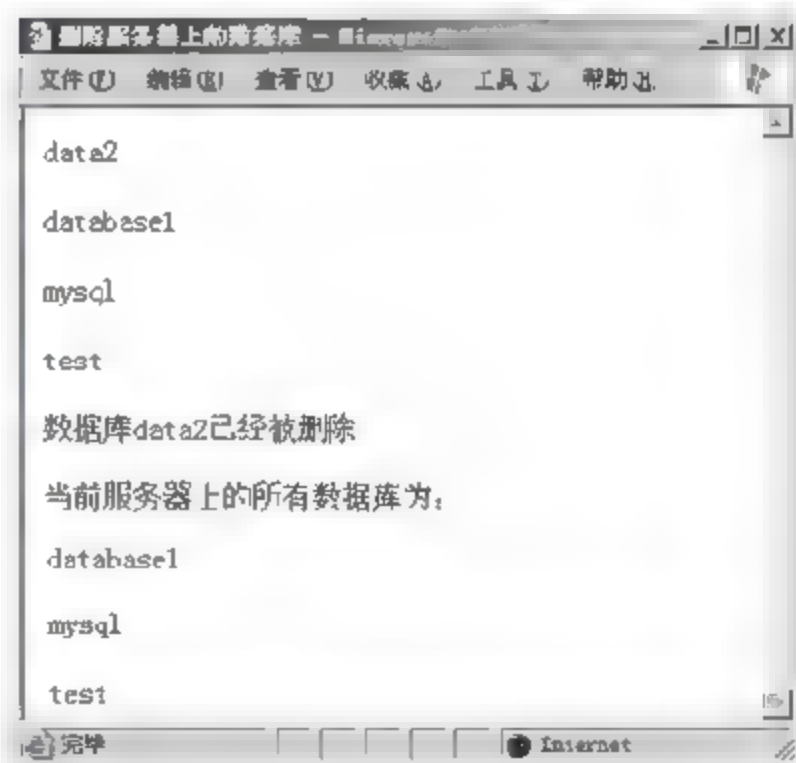 删除服务器上的数据库 -
文件(F) 编辑(E) 查看(V) 收藏(A) 工具(T) 帮助(H)
data2
database1
mysql
test
数据库data2已经被删除
当前服务器上的所有数据库为:
database1
mysql
test
完毕 Internet